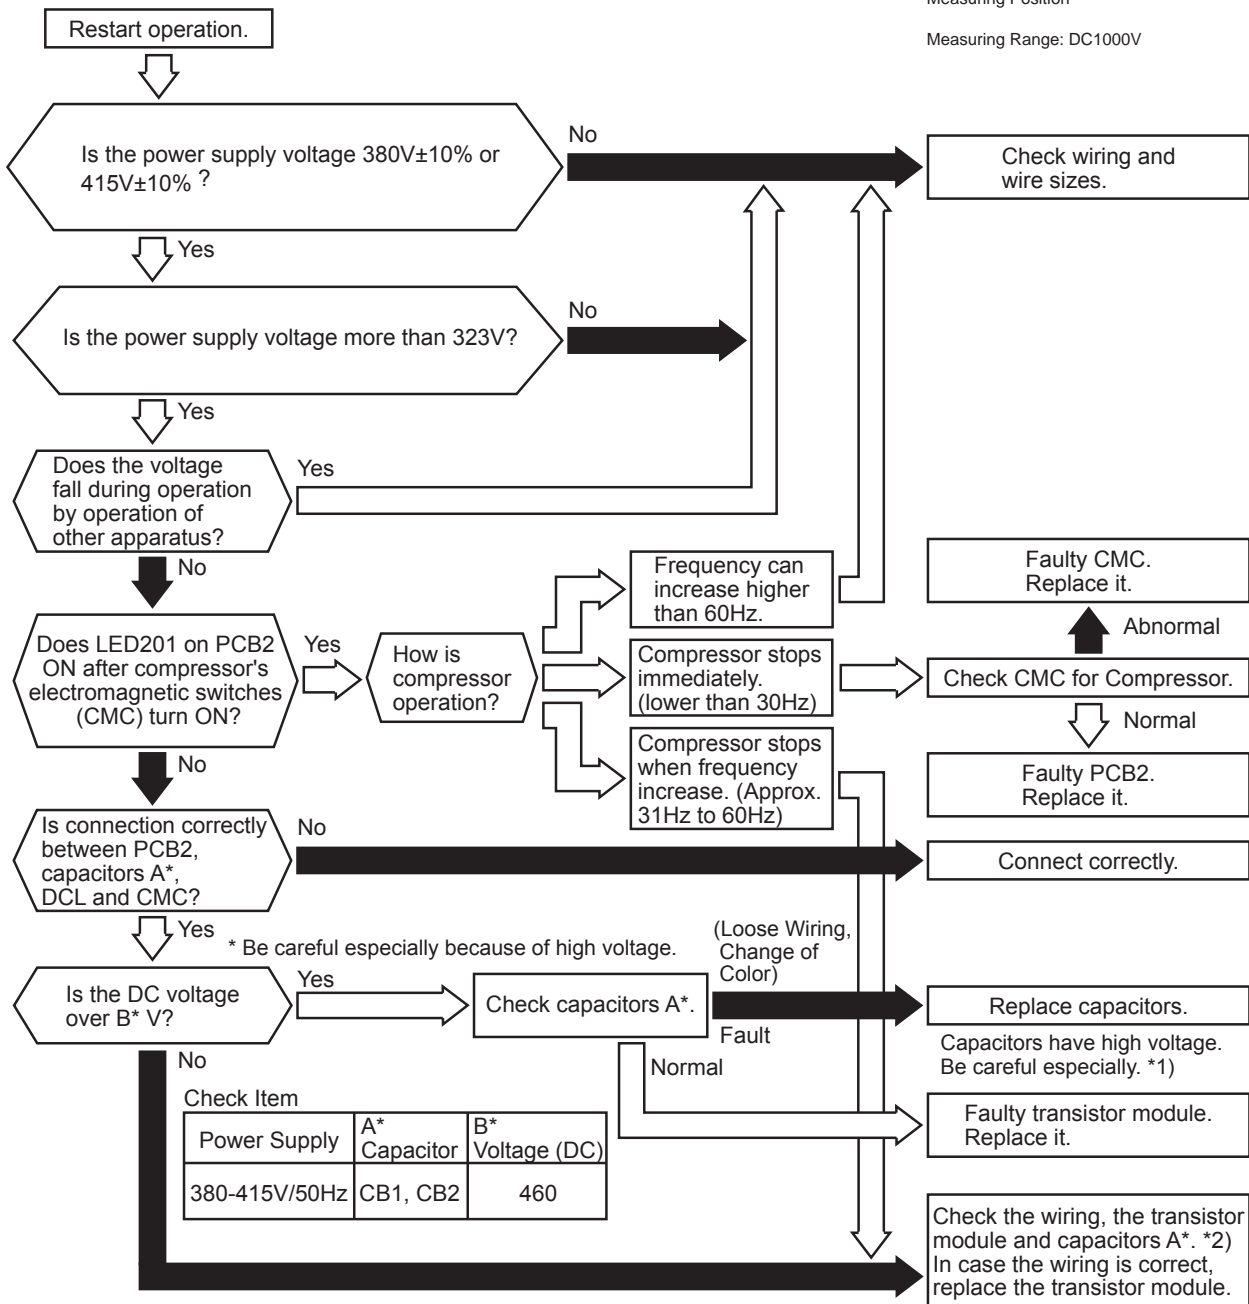 Measuring Position
Measuring Range: DC1000V
Restart operation.
Is the power supply voltage 380V±10% or
415V±10% ?
No
Check wiring and
wire sizes.
Yes
Is the power supply voltage more than 323V?
No
Yes
Does the voltage
fall during operation
by operation of
other apparatus?
Yes
No
Does LED201 on PCB2
ON after compressor's
electromagnetic switches
(CMC) turn ON?
Yes
How is
compressor
operation?
Frequency can
increase higher
than 60Hz.
Compressor stops
immediately.
(lower than 30Hz)
Compressor stops
when frequency
increase. (Approx.
31Hz to 60Hz)
Faulty CMC.
Replace it.
Abnormal
Check CMC for Compressor.
Normal
Faulty PCB2.
Replace it.
No
Is connection correctly
between PCB2,
capacitors A*,
DCL and CMC?
No
Connect correctly.
Yes
* Be careful especially because of high voltage.
Is the DC voltage
over B* V?
Yes
Check capacitors A*.
(Loose Wiring,
Change of
Color)
Fault
Replace capacitors.
Capacitors have high voltage.
Be careful especially. *1)
Normal
Faulty transistor module.
Replace it.
No
Check Item
Power Supply
A*
Capacitor
B*
Voltage (DC)
380-415V/50Hz
CB1, CB2
460
Check the wiring, the transistor
module and capacitors A*. *2)
In case the wiring is correct,
replace the transistor module.